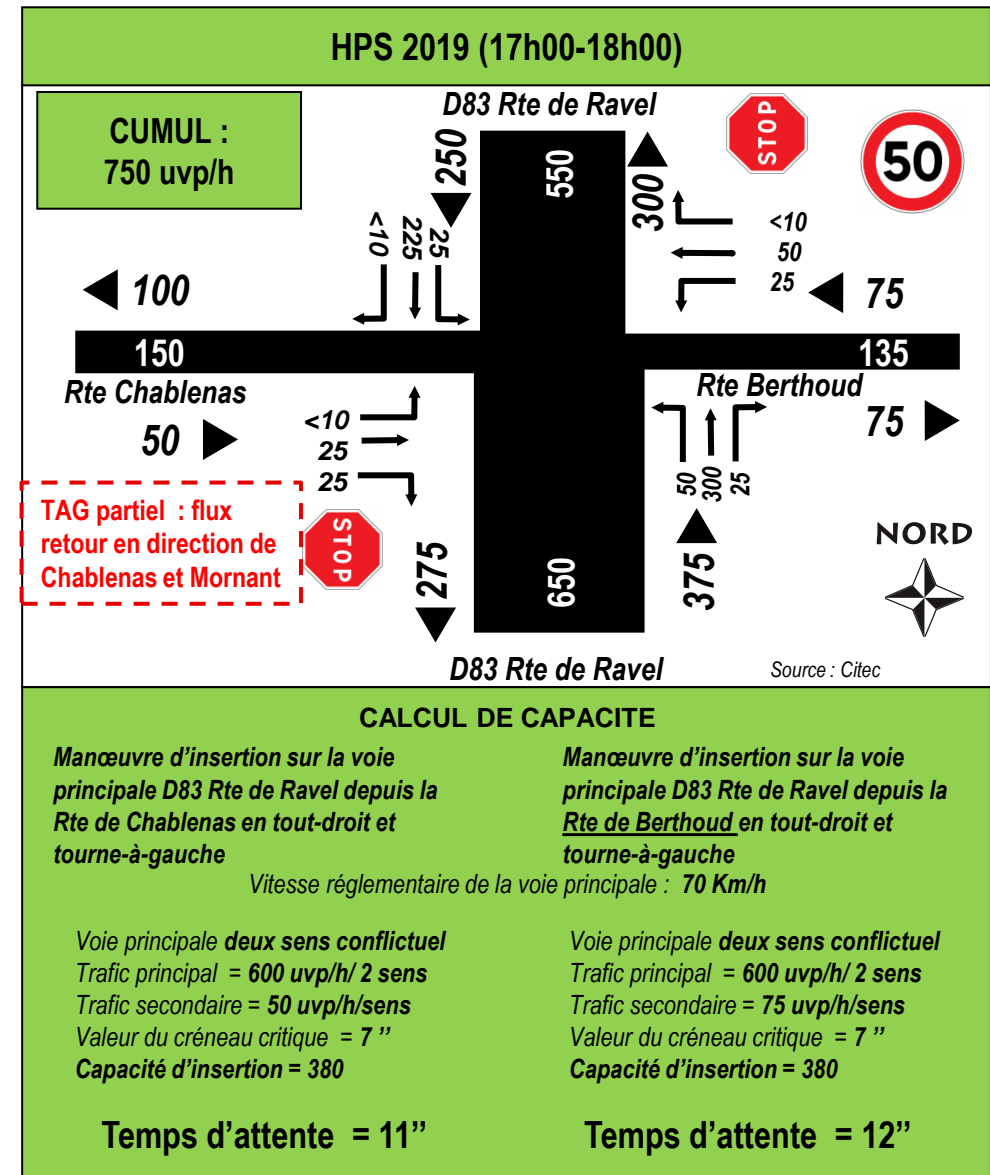 HPS 2019 (17h00-18h00)
CUMUL :
750 uvp/h
D83 Rte de Ravel
STOP
50
250
550
300
<10
225
25
<10
50
25
75
100
150
135
Rte Chablenas
Rte Berthoud
50
<10
25
25
75
50
300
25
TAG partiel : flux
retour en direction de
Chablenas et Mornant
STOP
275
650
375
NORD
D83 Rte de Ravel
Source : Citec
CALCUL DE CAPACITE
Manœuvre d'insertion sur la voie
principale D83 Rte de Ravel depuis la
Rte de Chablenas en tout-droit et
tourne-à-gauche
Manœuvre d'insertion sur la voie
principale D83 Rte de Ravel depuis la
Rte de Berthoud en tout-droit et
tourne-à-gauche
Vitesse réglementaire de la voie principale : 70 Km/h
Voie principale deux sens conflictuel
Trafic principal = 600 uvp/h/ 2 sens
Trafic secondaire = 50 uvp/h/sens
Valeur du créneau critique = 7 ’’
Capacité d’insertion = 380
Temps d’attente = 11’’
Voie principale deux sens conflictuel
Trafic principal = 600 uvp/h/ 2 sens
Trafic secondaire = 75 uvp/h/sens
Valeur du créneau critique = 7 ’’
Capacité d’insertion = 380
Temps d’attente = 12’’